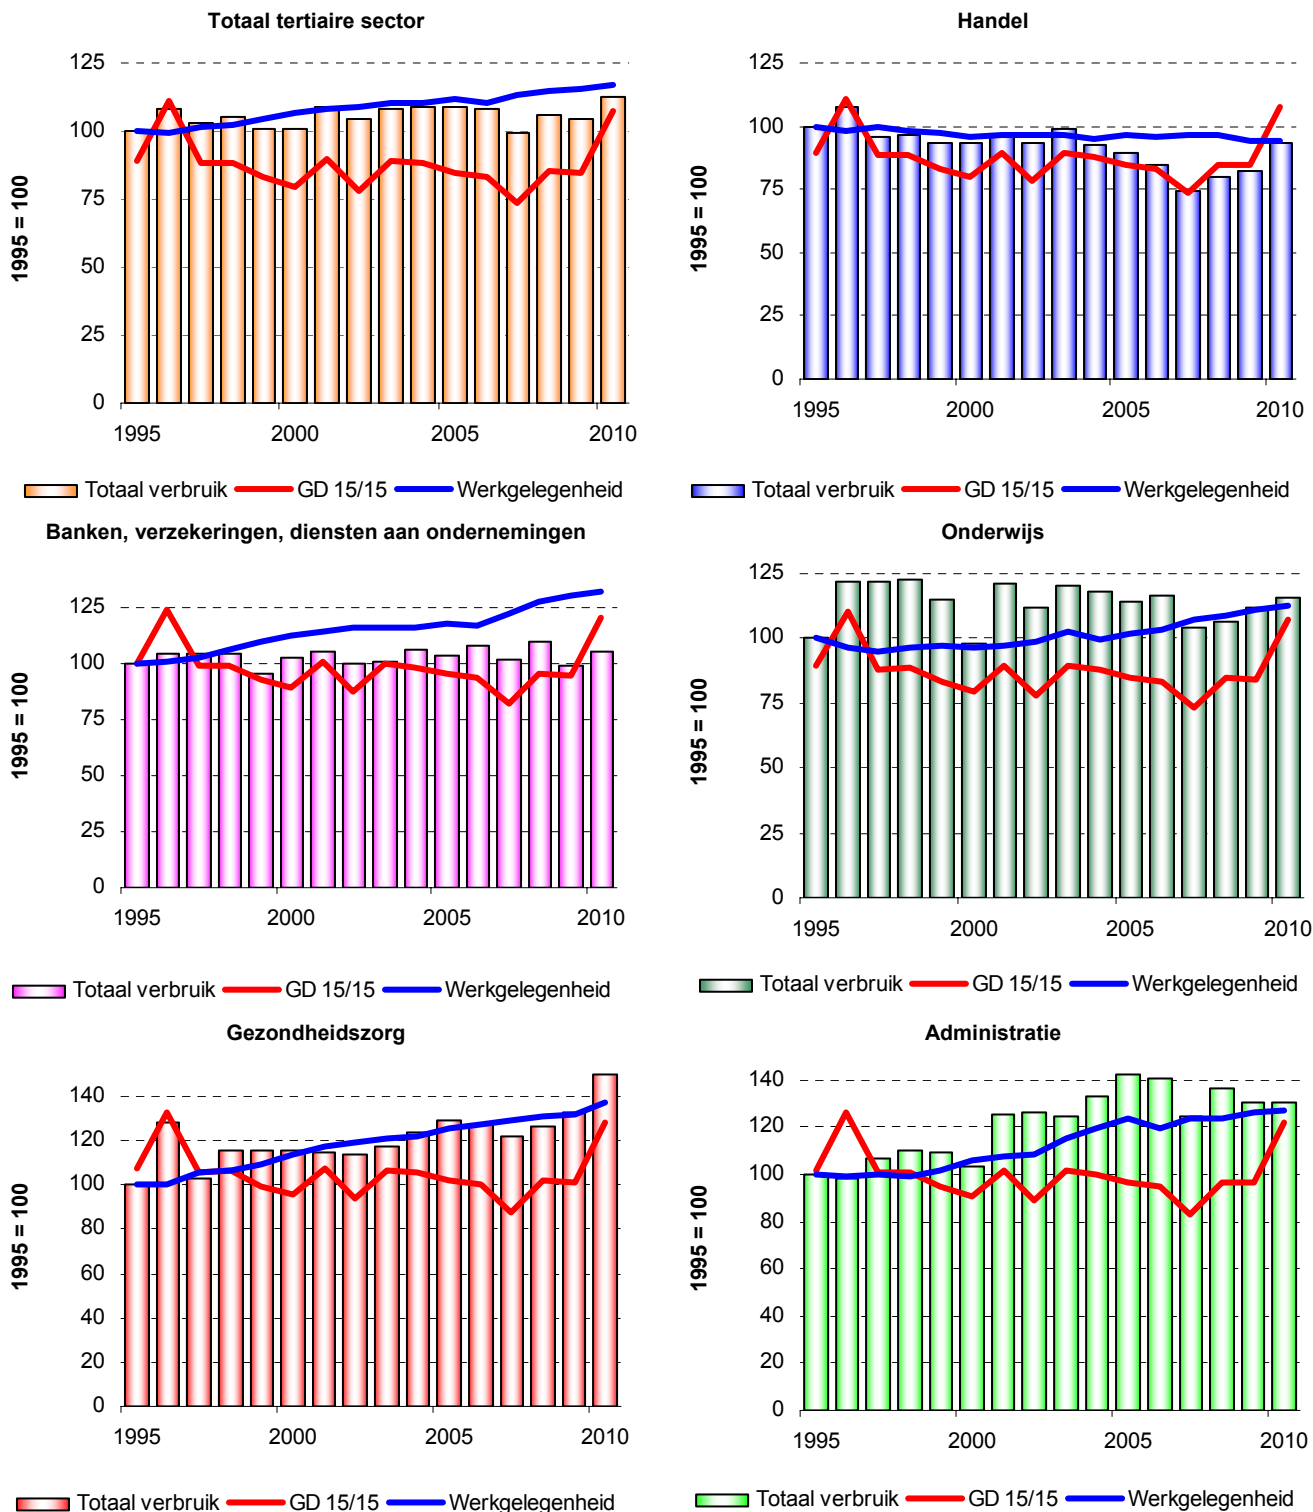 Totaal tertiaire sector
125
100
75
50
25
0
1995 = 100
1995 2000 2005 2010
Totaal verbruik GD 15/15 Werkgelegenheid
Handel
125
100
75
50
25
0
1995 = 100
1995 2000 2005 2010
Totaal verbruik GD 15/15 Werkgelegenheid
Banken, verzekeringen, diensten aan ondernemingen
125
100
75
50
25
0
1995 = 100
1995 2000 2005 2010
Totaal verbruik GD 15/15 Werkgelegenheid
Onderwijs
125
100
75
50
25
0
1995 = 100
1995 2000 2005 2010
Totaal verbruik GD 15/15 Werkgelegenheid
Gezondheidszorg
140
120
100
80
60
40
20
0
1995 = 100
1995 2000 2005 2010
Totaal verbruik GD 15/15 Werkgelegenheid
Administratie
140
120
100
80
60
40
20
0
1995 = 100
1995 2000 2005 2010
Totaal verbruik GD 15/15 Werkgelegenheid